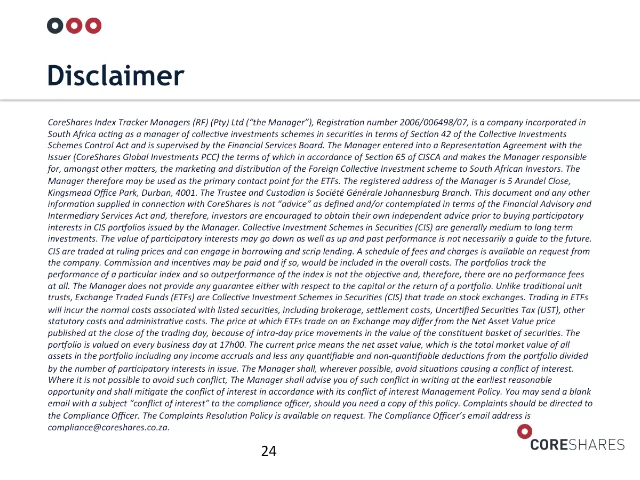 Disclaimer
CoreShares Index Tracker Managers (RF) (Pty) Ltd ("the Manager"), Registration number 2006/006498/07, is a company incorporated in
South Africa acting as a manager of collective investments schemes in securities in terms of Section 42 of the Collective Investments
Schemes Control Act and is supervised by the Financial Services Board. The Manager entered into a Representation Agreement with the
Issuer (CoreShares Global Investments PCC) the terms of which in accordance of Section 65 of CISCA and makes the Manager responsible
for, amongst other matters, the marketing and distribution of the Foreign Collective Investment scheme to South African Investors. The
Manager therefore may be used as the primary contact point for the ETFs. The registered address of the Manager is 5 Arundel Close,
Kingsmead Office Park, Durban, 4001. The Trustee and Custodian is Société Générale Johannesburg Branch. This document and any other
information supplied in connection with CoreShares is not "advice" as defined and/or contemplated in terms of the Financial Advisory and
Intermediary Services Act and, therefore, investors are encouraged to obtain their own independent advice prior to buying participatory
interests in CIS portfolios issued by the Manager. Collective Investment Schemes in Securities (CIS) are generally medium to long term
investments. The value of participatory interests may go down as well as up and past performance is not necessarily a guide to the future.
CIS are traded at ruling prices and can engage in borrowing and scrip lending. A schedule of fees and charges is available on request from
the company. Commission and incentives may be paid and if so, would be included in the overall costs. The portfolios track the
performance of a particular index and so outperformance of the index is not the objective and, therefore, there are no performance fees
at all. The Manager does not provide any guarantee either with respect to the capital or the return of a portfolio. Unlike traditional unit
trusts, Exchange Traded Funds (ETFs) are Collective Investment Schemes in Securities (CIS) that trade on stock exchanges. Trading in ETFs
will incur the normal costs associated with listed securities, including brokerage, settlement costs, Uncertified Securities Tax (UST), other
statutory costs and administrative costs. The price at which ETFs trade on an Exchange may differ from the Net Asset Value price
published at the close of the trading day, because of intra-day price movements in the value of the constituent basket of securities. The
portfolio is valued on every business day at 17h00. The current price means the net asset value, which is the total market value of all
assets in the portfolio including any income accruals and less any quantifiable and non-quantifiable deductions from the portfolio divided
by the number of participatory interests in issue. The Manager shall, wherever possible, avoid situations causing a conflict of interest.
Where it is not possible to avoid such conflict, The Manager shall advise you of such conflict in writing at the earliest reasonable
opportunity and shall mitigate the conflict of interest in accordance with its conflict of interest Management Policy. You may send a blank
email with a subject "conflict of interest" to the compliance officer, should you need a copy of this policy. Complaints should be directed to
the Compliance Officer. The Complaints Resolution Policy is available on request. The Compliance Officer's email address is
compliance@coreshares.co.za.
24
CORESHARES